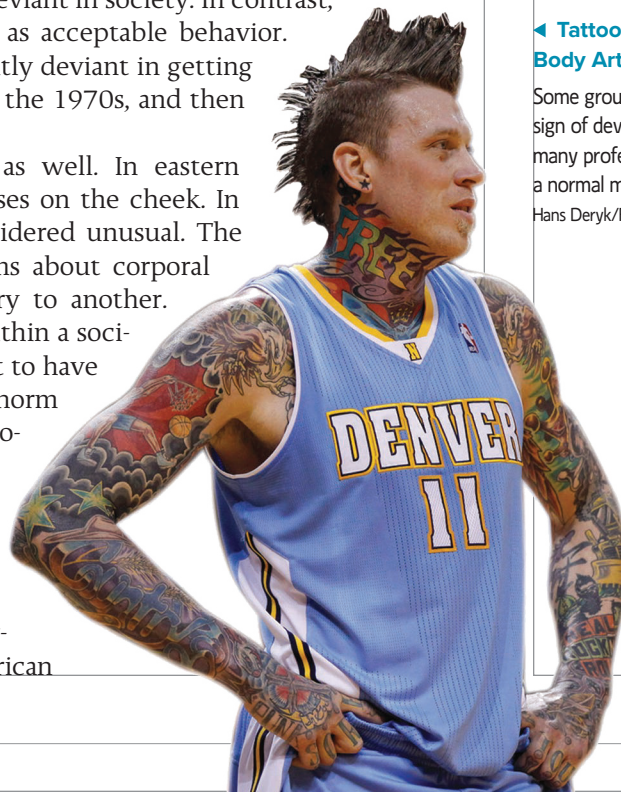 deviant in society. In contrast,
as acceptable behavior.
tly deviant in getting
the 1970s, and then
as well. In eastern
ses on the cheek. In
idered unusual. The
ns about corporal
ry to another.
thin a soci-
t to have
norm
o-
-
rican
◄ Tattoo
Body Art
Some grou
sign of dev
many profe
a normal m
Hans Deryk/
FREE
N
DENVER
11